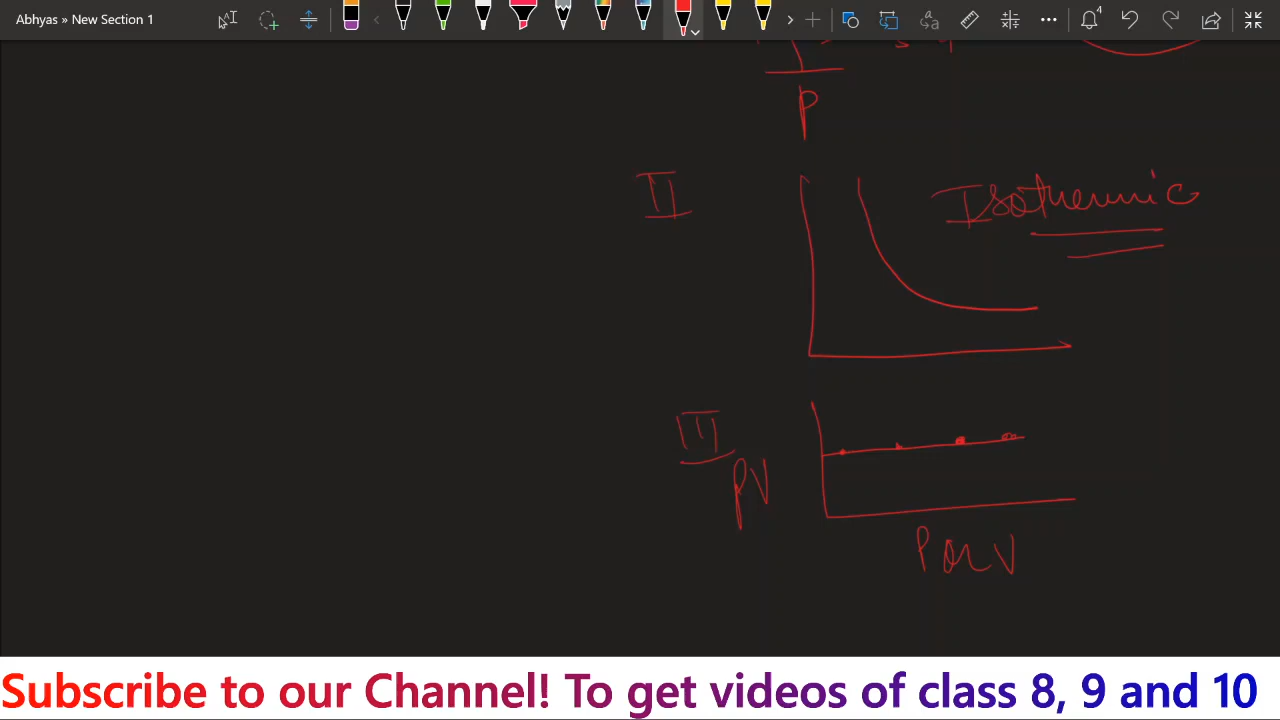 Abhyas » New Section 1
P
II
Isothermic
III
PV
P or V
Subscribe to our Channel! To get videos of class 8, 9 and 10